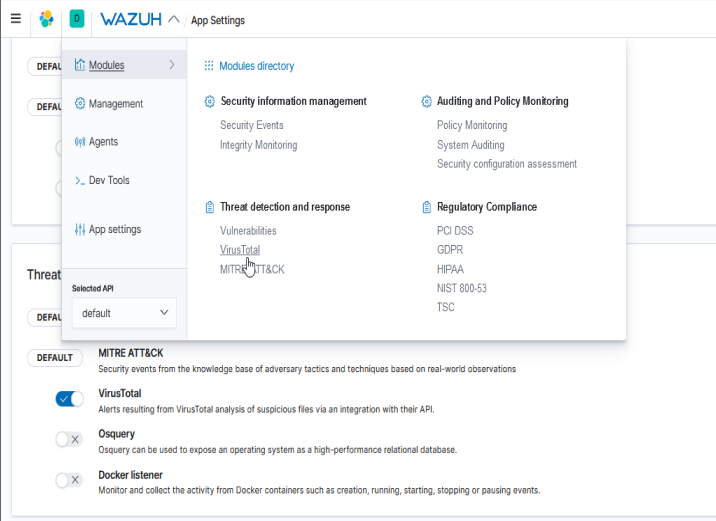 D WAZUH / App Settings
DEFAU
DEFAU
Modules
Management
Agents
Dev Tools
App settings
Selected API
default
Modules directory
Security information management
Security Events
Integrity Monitoring
Auditing and Policy Monitoring
Policy Monitoring
System Auditing
Security configuration assessment
Threat detection and response
Vulnerabilities
VirusTotal
MITRE ATT&CK
Regulatory Compliance
PCI DSS
GDPR
HIPAA
NIST 800-53
TSC
Threat
DEFAU
DEFAULT
MITRE ATT&CK
Security events from the knowledge base of adversary tactics and techniques based on real-world observations
VirusTotal
Alerts resulting from VirusTotal analysis of suspicious files via an integration with their API.
Osquery
Osquery can be used to expose an operating system as a high-performance relational database.
Docker listener
Monitor and collect the activity from Docker containers such as creation, running, starting, stopping or pausing events.